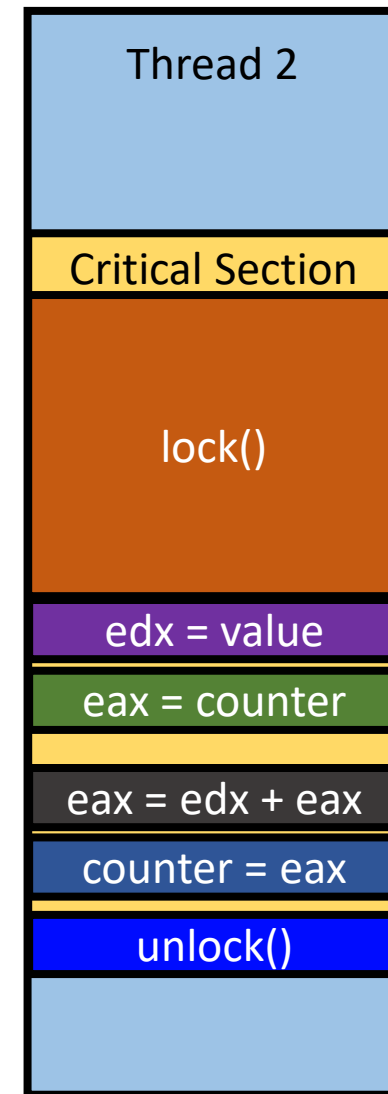 Thread 2
Critical Section
lock()
edx = value
eax = counter
eax = edx + eax
counter = eax
unlock()